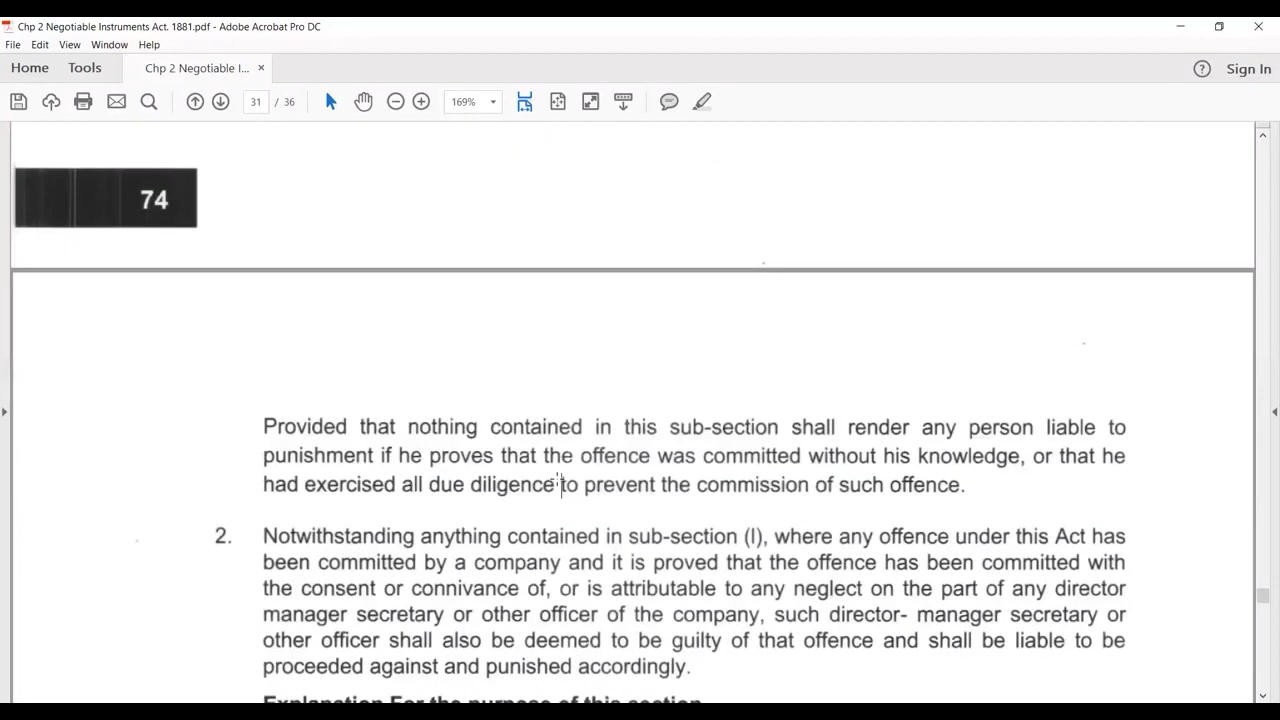 Chp 2 Negotiable Instruments Act. 1881.pdf - Adobe Acrobat Pro DC
File Edit View Window Help
Home Tools Chp 2 Negotiable I... × Sign In
31 / 36 169%
74
Provided that nothing contained in this sub-section shall render any person liable to
punishment if he proves that the offence was committed without his knowledge, or that he
had exercised all due diligence to prevent the commission of such offence.
2. Notwithstanding anything contained in sub-section (I), where any offence under this Act has
been committed by a company and it is proved that the offence has been committed with
the consent or connivance of, or is attributable to any neglect on the part of any director
manager secretary or other officer of the company, such director- manager secretary or
other officer shall also be deemed to be guilty of that offence and shall be liable to be
proceeded against and punished accordingly.
Explanation For the purpose of this section